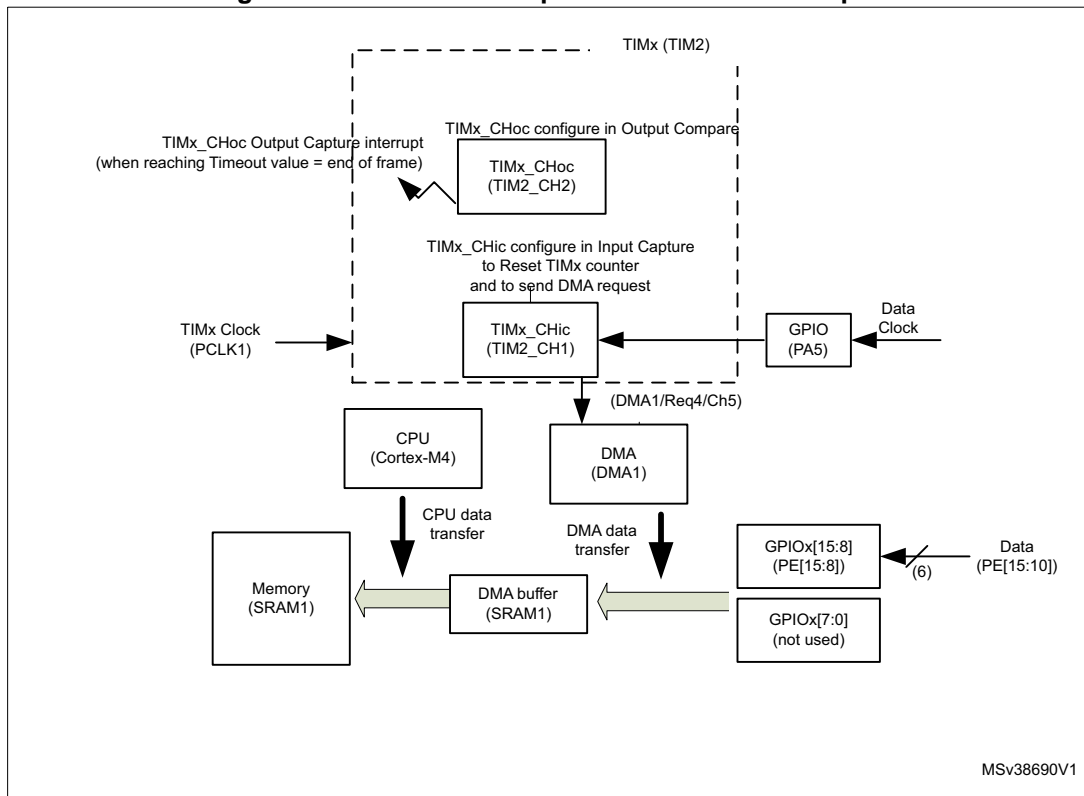 TIMx (TIM2)
TIMx_CHoc Output Capture interrupt
(when reaching Timeout value = end of frame)
TIMx_CHoc configure in Output Compare
TIMx_CHoc
(TIM2_CH2)
TIMx_CHic configure in Input Capture
to Reset TIMx counter
and to send DMA request
TIMx Clock
(PCLK1)
TIMx_CHic
(TIM2_CH1)
GPIO
(PA5)
Data
Clock
(DMA1/Req4/Ch5)
CPU
(Cortex-M4)
DMA
(DMA1)
CPU data
transfer
DMA data
transfer
GPIOx[15:8]
(PE[15:8])
(6)
Data
(PE[15:10])
Memory
(SRAM1)
DMA buffer
(SRAM1)
GPIOx[7:0]
(not used)
MSv38690V1